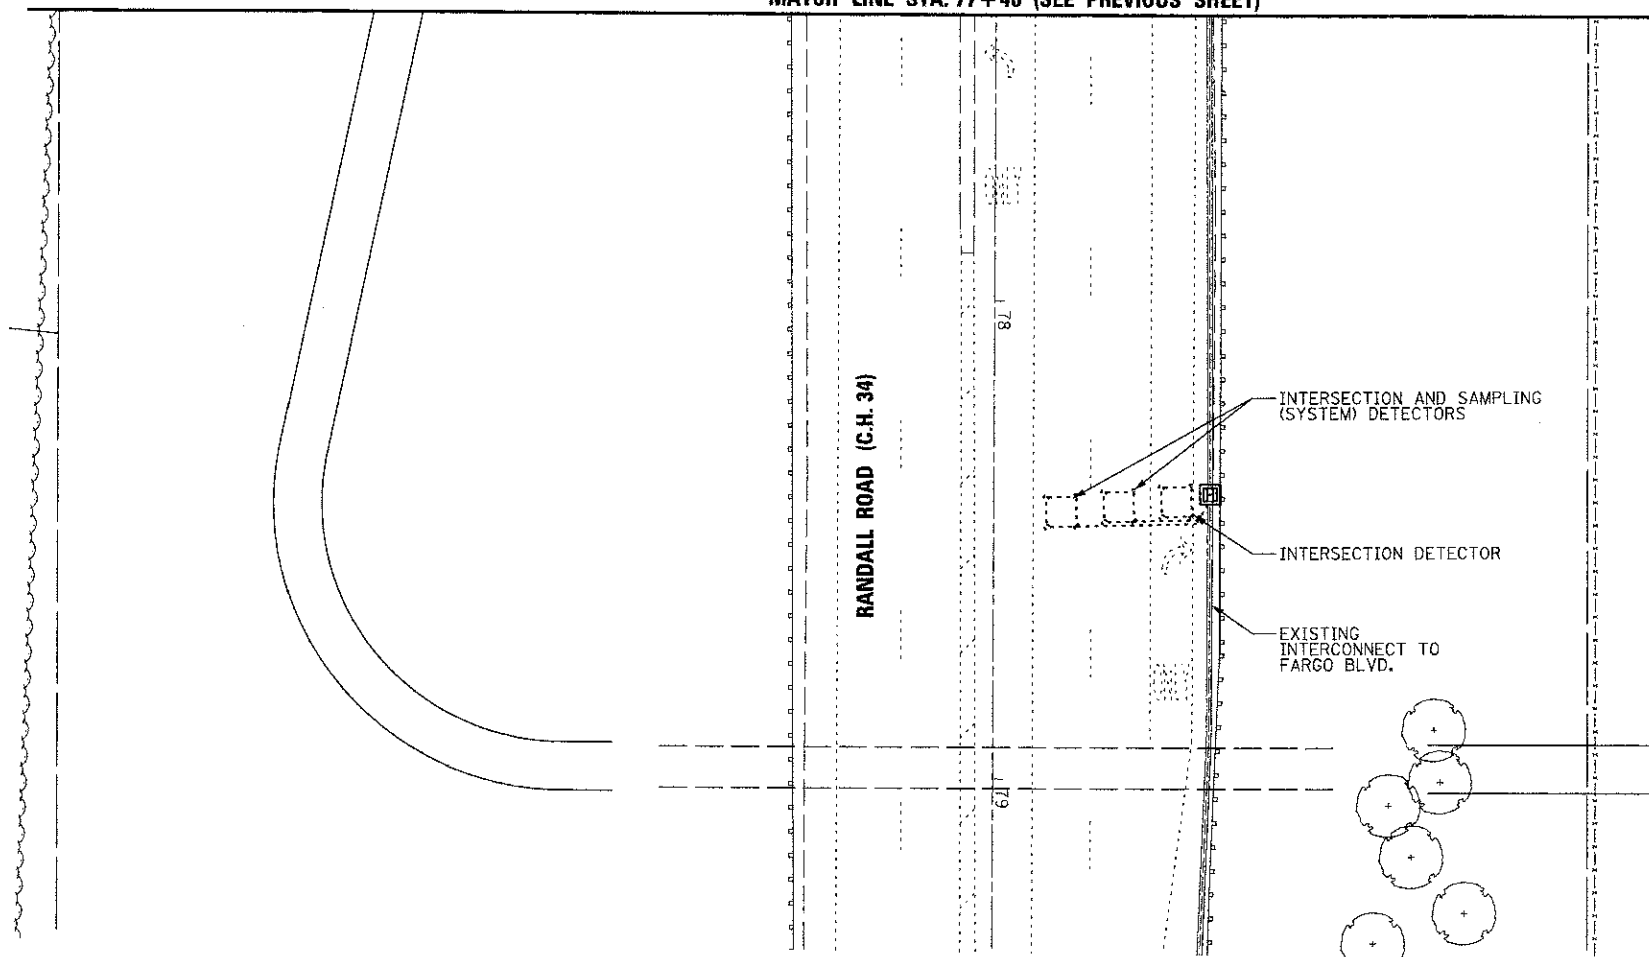 MATCH LINE STA. 77+40 (SEE PREVIOUS SHEET)
78
RANDALL ROAD (C.H. 34)
INTERSECTION AND SAMPLING
(SYSTEM) DETECTORS
INTERSECTION DETECTOR
EXISTING
INTERCONNECT TO
FARGO BLVD.
79
H